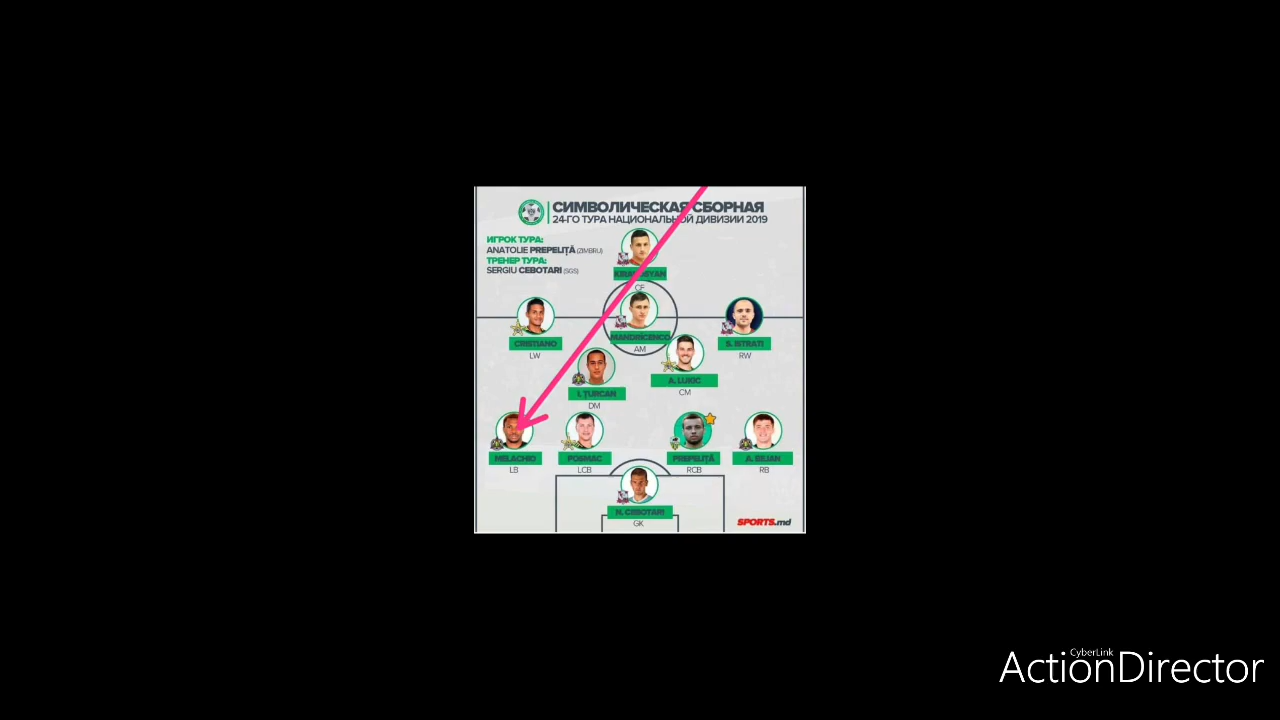 СИМВОЛИЧЕСКАЯ СБОРНАЯ
24-ГО ТУРА НАЦИОНАЛЬНОЙ ДИВИЗИИ 2019
ИГРОК ТУРА:
ANATOLIE PREPELIȚĂ (ZIMBRU)
ТРЕНЕР ТУРА:
SERGIU CEBOTARI (SGS)
CF
CRISTIANO
LW
MANDRICENCO
AM
S. ISTRATI
RW
I. ȚURCAN
DM
A. LUKIC
CM
MELACHIO
LB
POSMAC
LCB
PREPELIȚĂ
RCB
RB
N. CEBOTARI
GK
SPORTS.md
CyberLink
ActionDirector